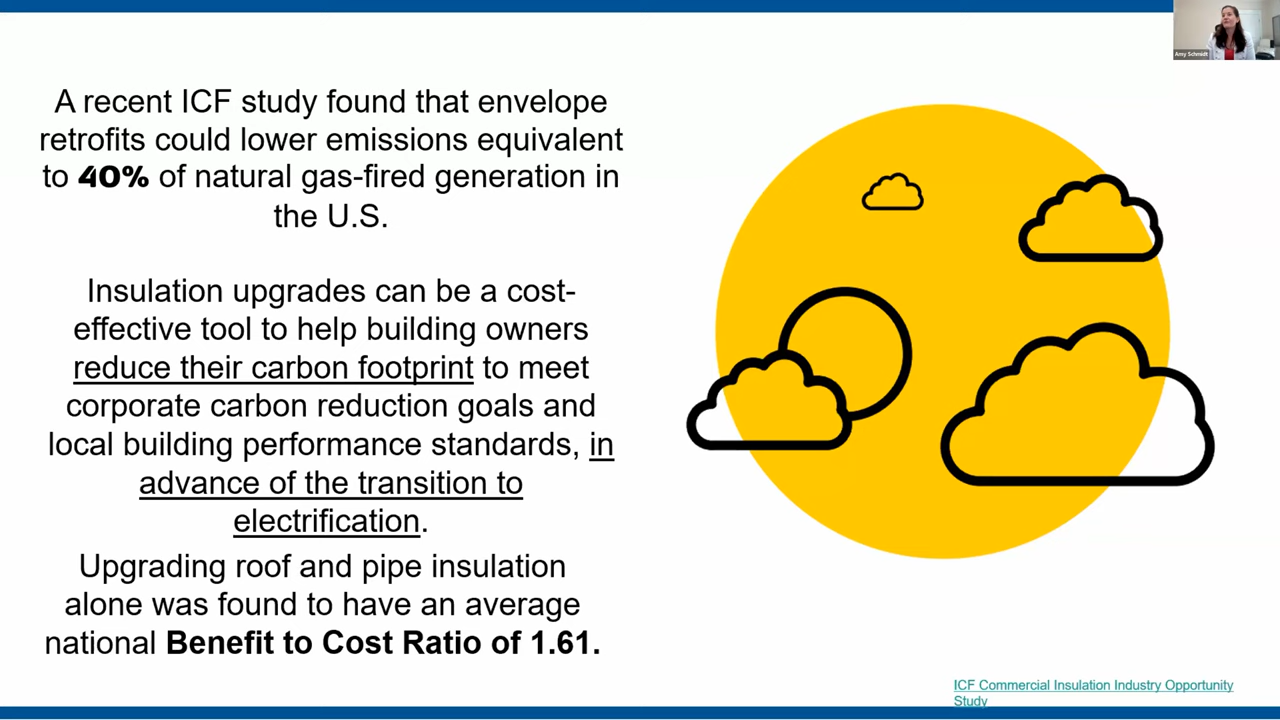 Amy Schmidt
A recent ICF study found that envelope
retrofits could lower emissions equivalent
to 40% of natural gas-fired generation in
the U.S.
Insulation upgrades can be a cost-
effective tool to help building owners
reduce their carbon footprint to meet
corporate carbon reduction goals and
local building performance standards, in
advance of the transition to
electrification.
Upgrading roof and pipe insulation
alone was found to have an average
national Benefit to Cost Ratio of 1.61.
ICF Commercial Insulation Industry Opportunity
Study